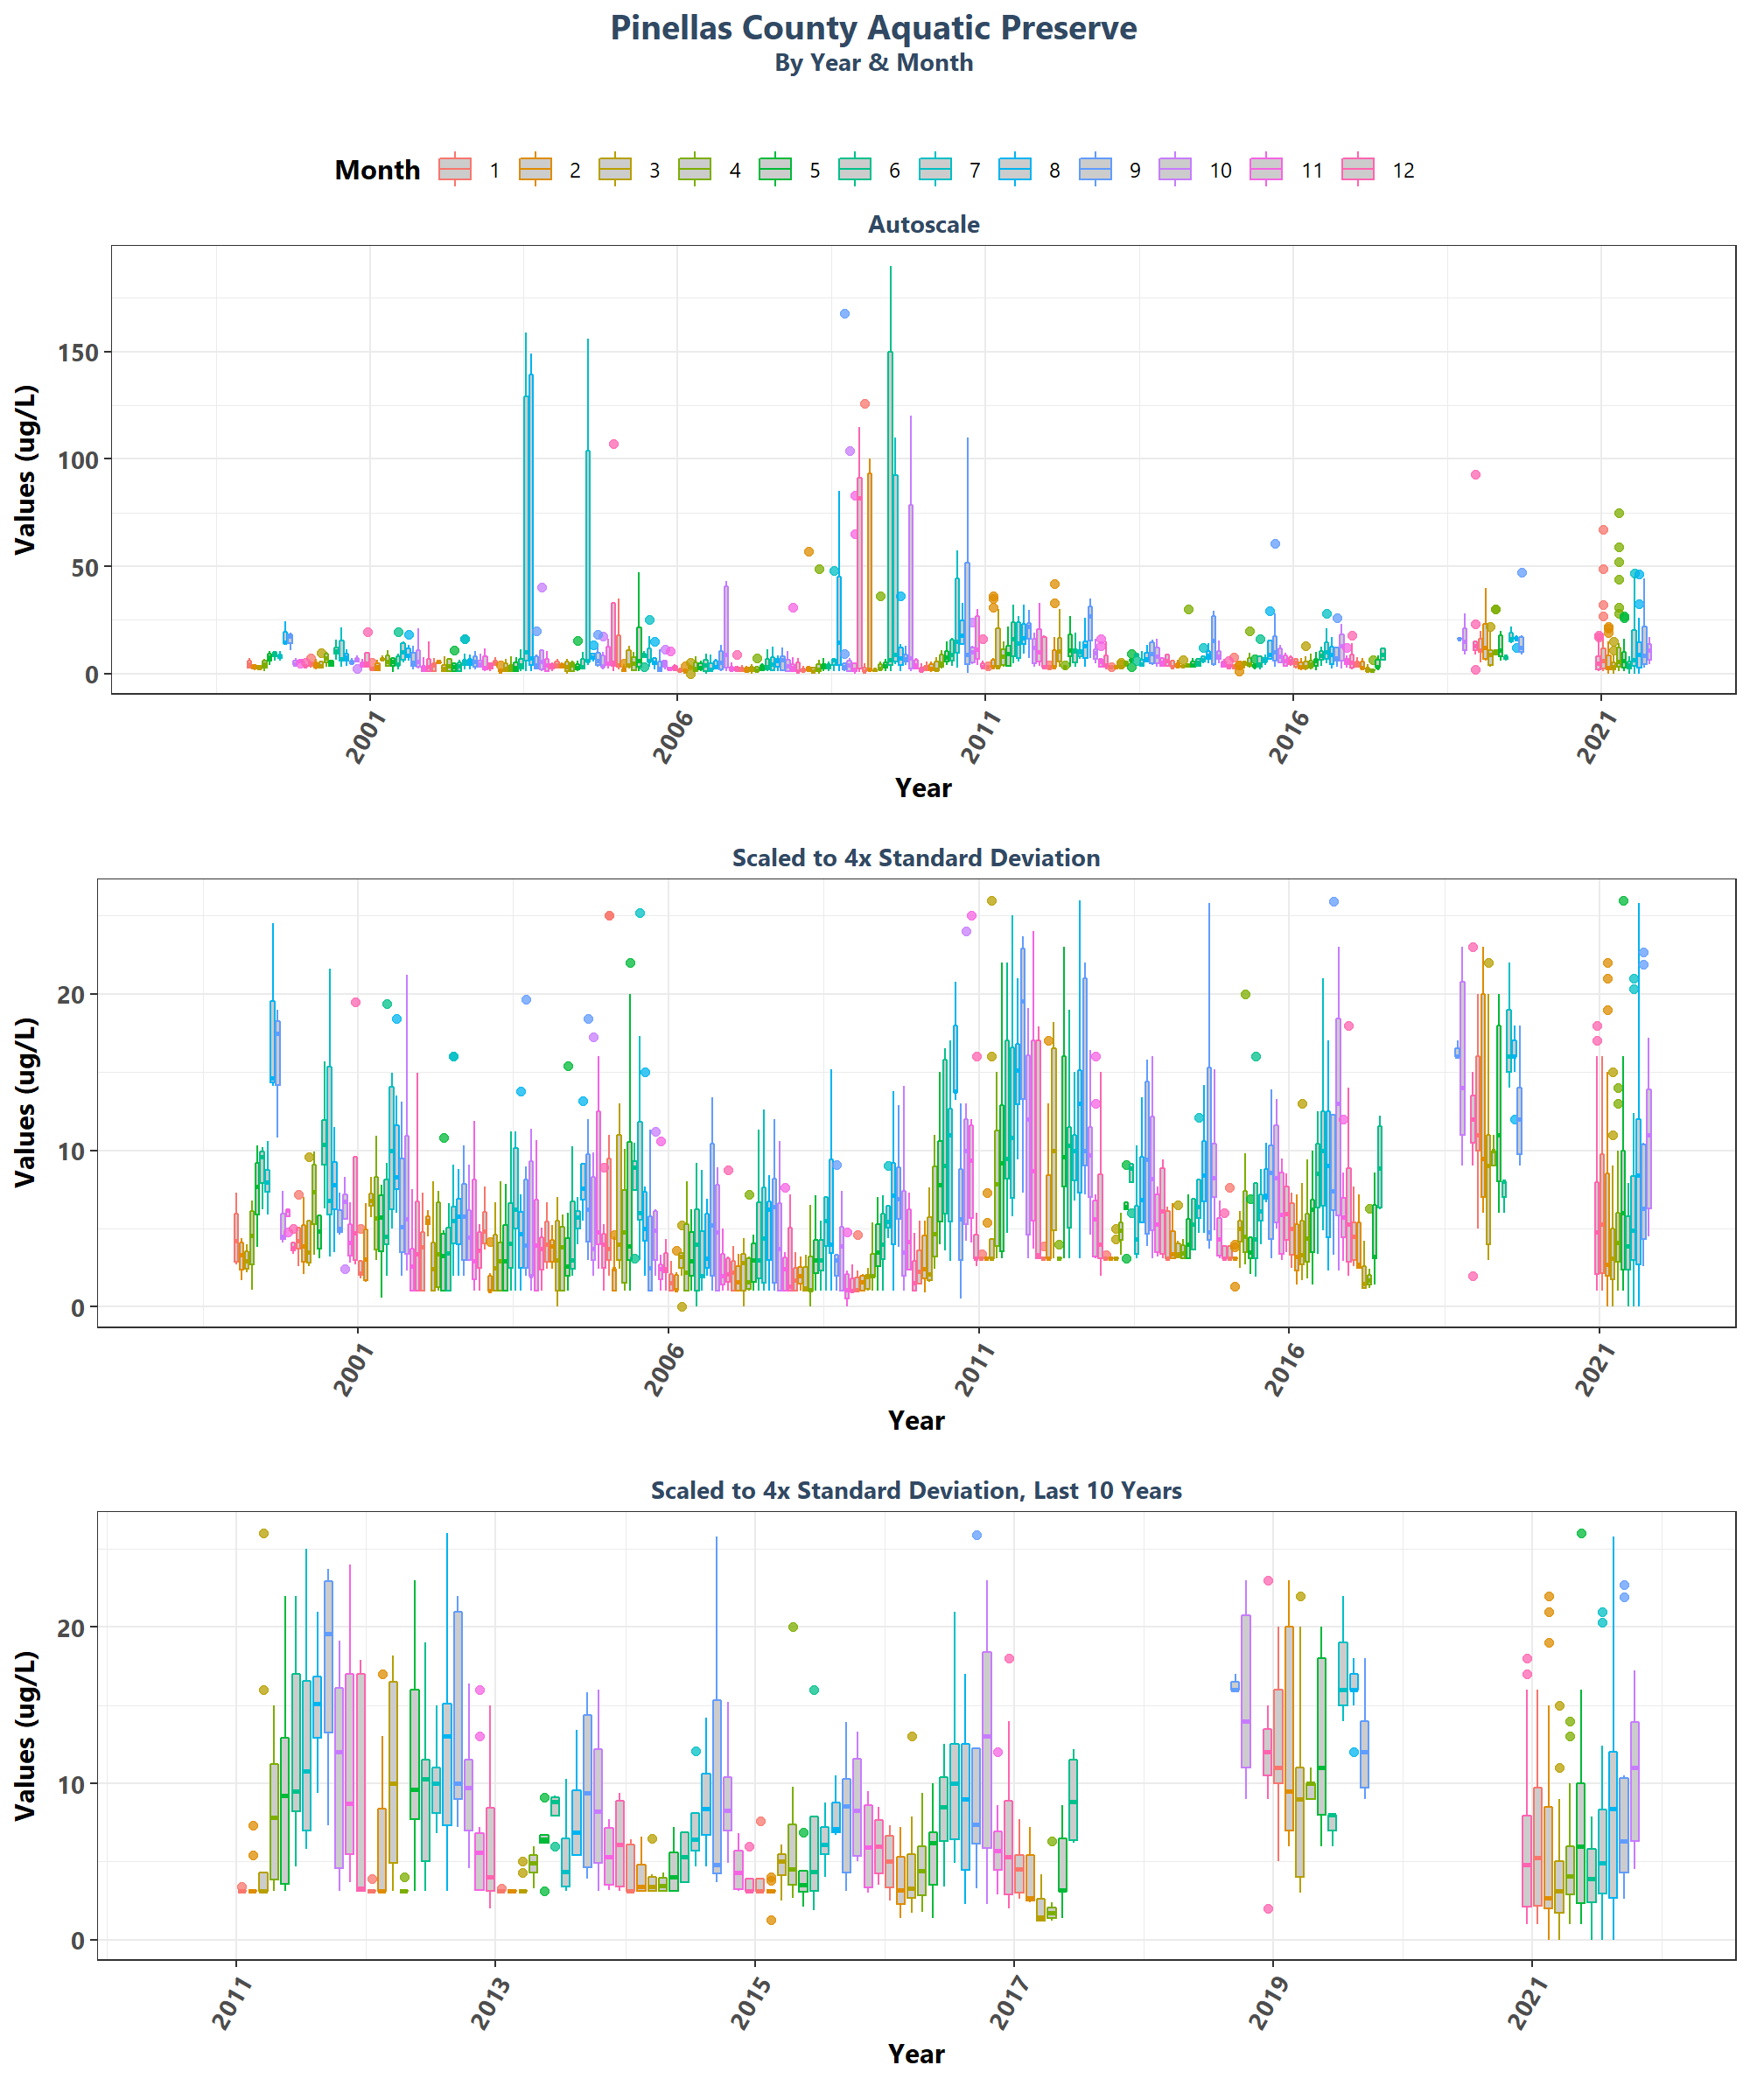 Pinellas County Aquatic Preserve
By Year & Month
Month 1 2 3 4 5 6 7 8 9 10 11 12
Autoscale
Values (ug/L)
150
100
50
0
2001 2006 2011 2016 2021
Year
Scaled to 4x Standard Deviation
Values (ug/L)
20
10
0
2001 2006 2011 2016 2021
Year
Scaled to 4x Standard Deviation, Last 10 Years
Values (ug/L)
20
10
0
2011 2013 2015 2017 2019 2021
Year